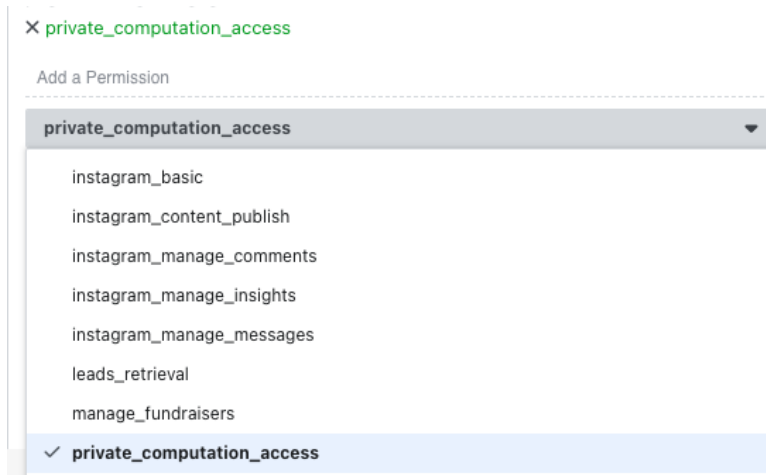 private_computation_access
Add a Permission
private_computation_access
instagram_basic
instagram_content_publish
instagram_manage_comments
instagram_manage_insights
instagram_manage_messages
leads_retrieval
manage_fundraisers
private_computation_access